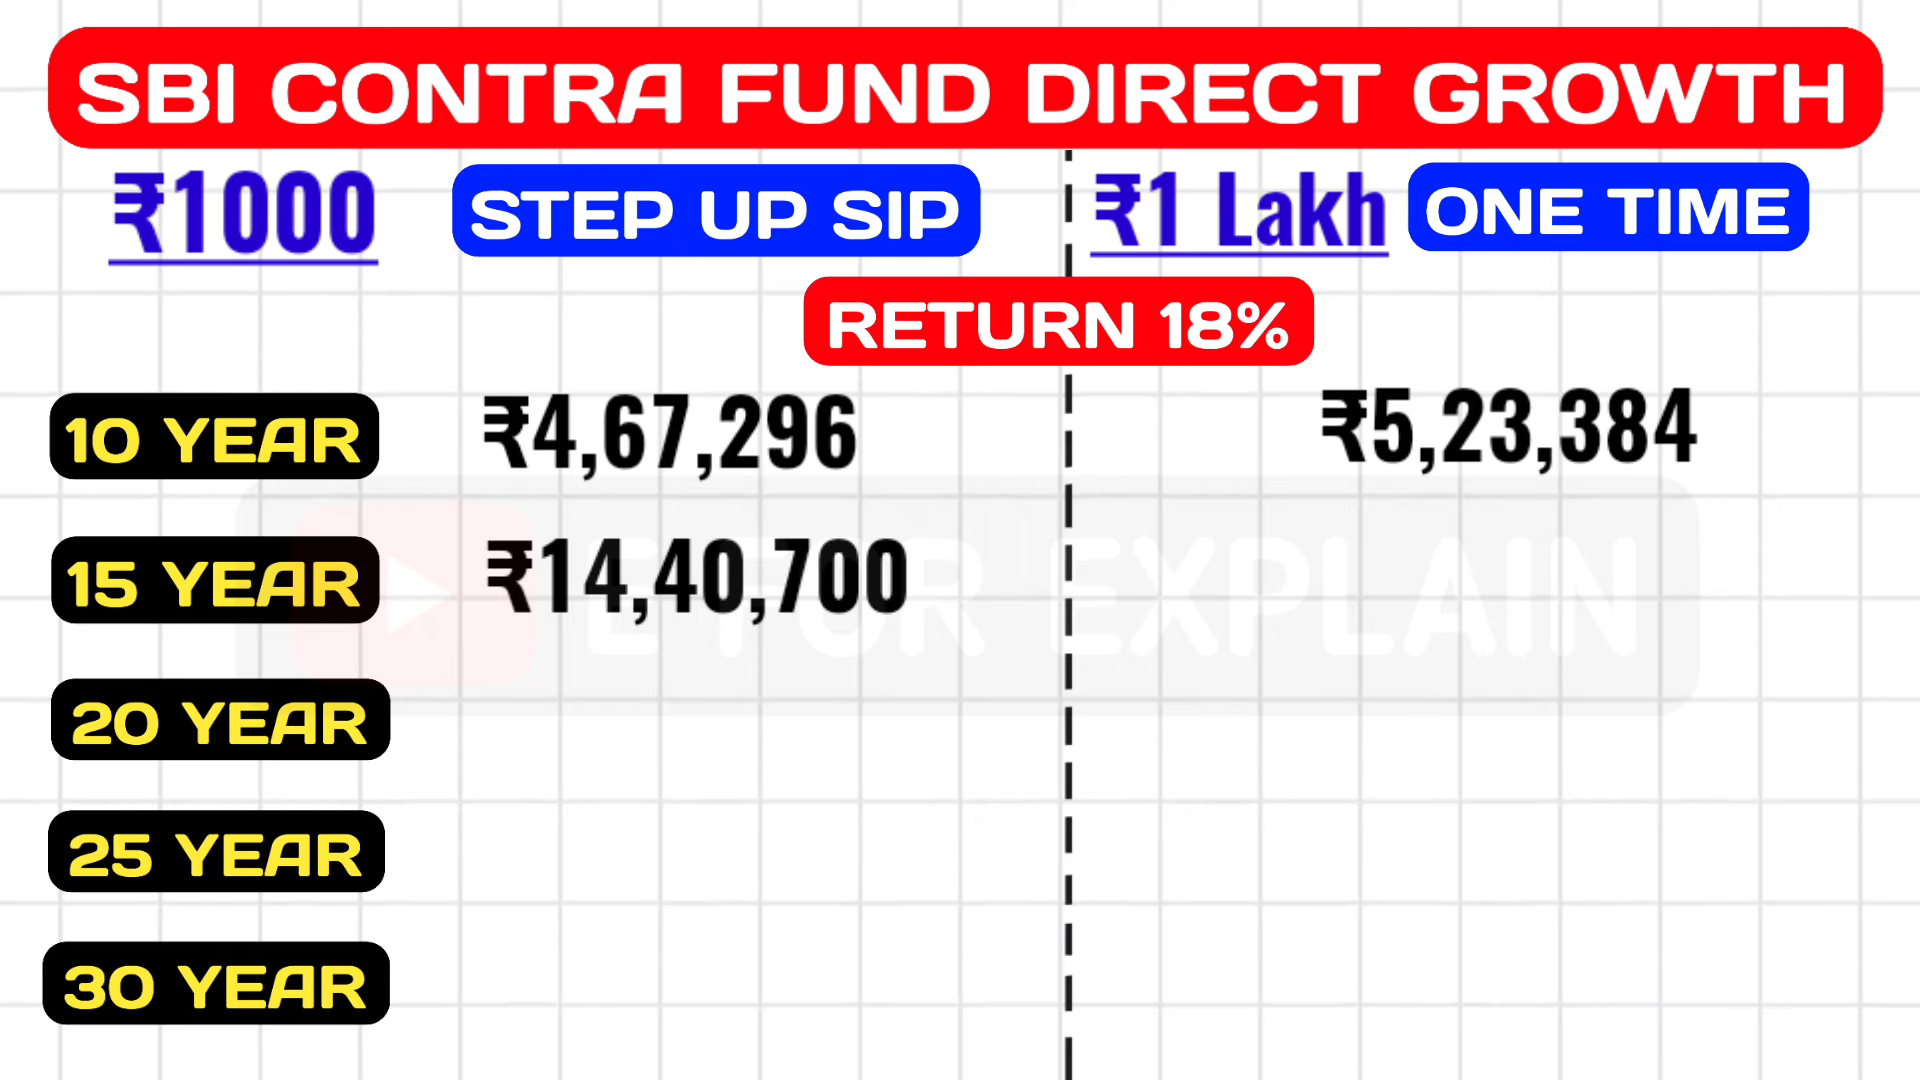 SBI CONTRA FUND DIRECT GROWTH
₹1000 STEP UP SIP ₹1 Lakh ONE TIME
RETURN 18%
10 YEAR ₹4,67,296 ₹5,23,384
15 YEAR ₹14,40,700
EXPLAIN
20 YEAR
25 YEAR
30 YEAR